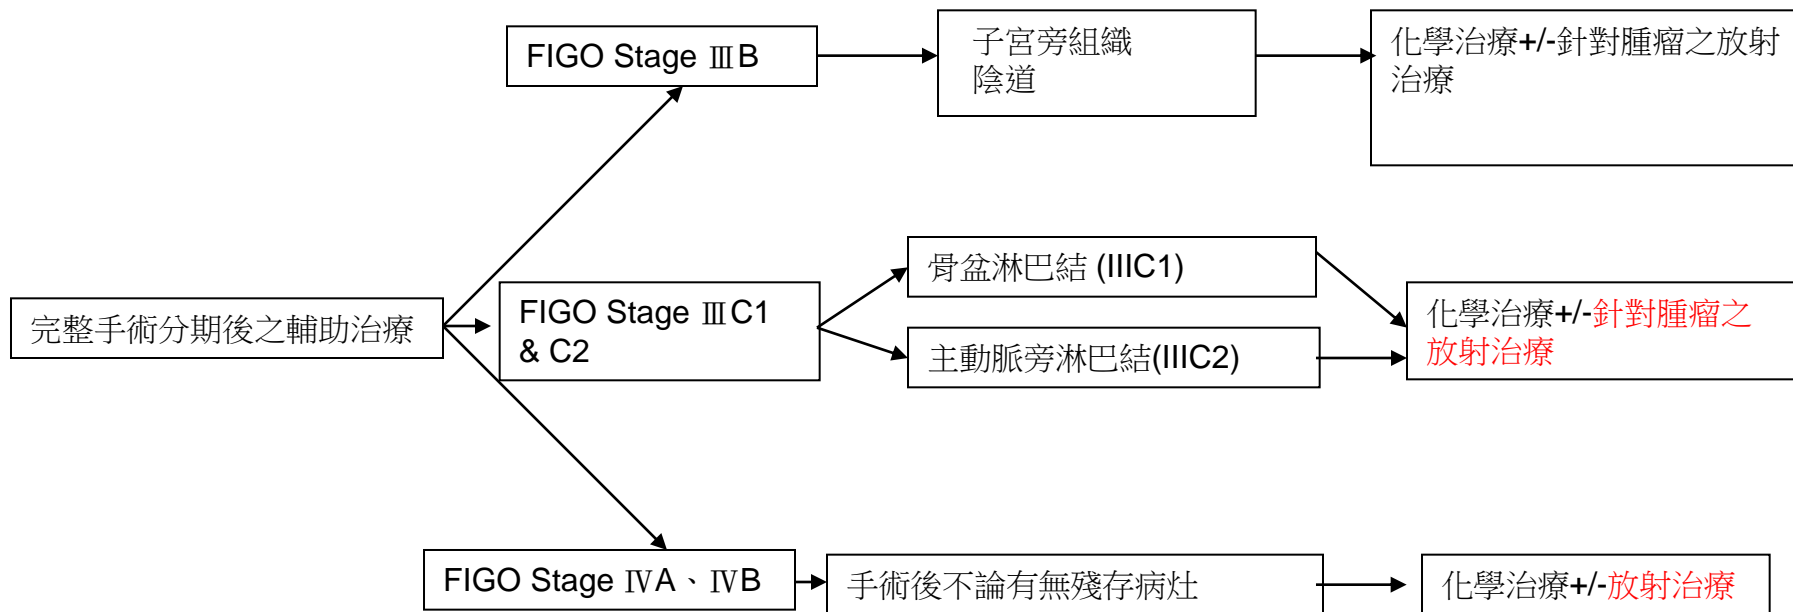 FIGO Stage ⅢB
子宮旁組織
陰道
化學治療+/-針對腫瘤之放射
治療
完整手術分期後之輔助治療
FIGO Stage ⅢC1
& C2
骨盆淋巴結 (IIIC1)
主動脈旁淋巴結(IIIC2)
化學治療+/-針對腫瘤之
放射治療
FIGO Stage ⅣA、ⅣB
手術後不論有無殘存病灶
化學治療+/-放射治療